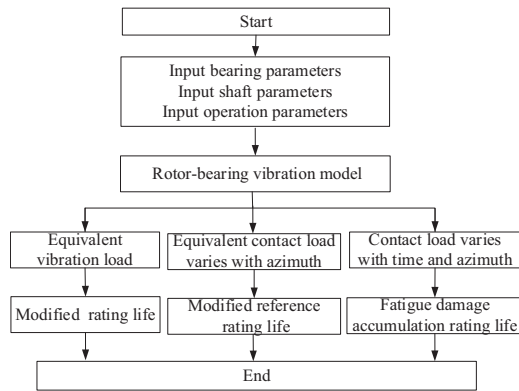 Start
Input bearing parameters
Input shaft parameters
Input operation parameters
Rotor-bearing vibration model
Equivalent
vibration load
Equivalent contact load
varies with azimuth
Contact load varies
with time and azimuth
Modified rating life
Modified reference
rating life
Fatigue damage
accumulation rating life
End